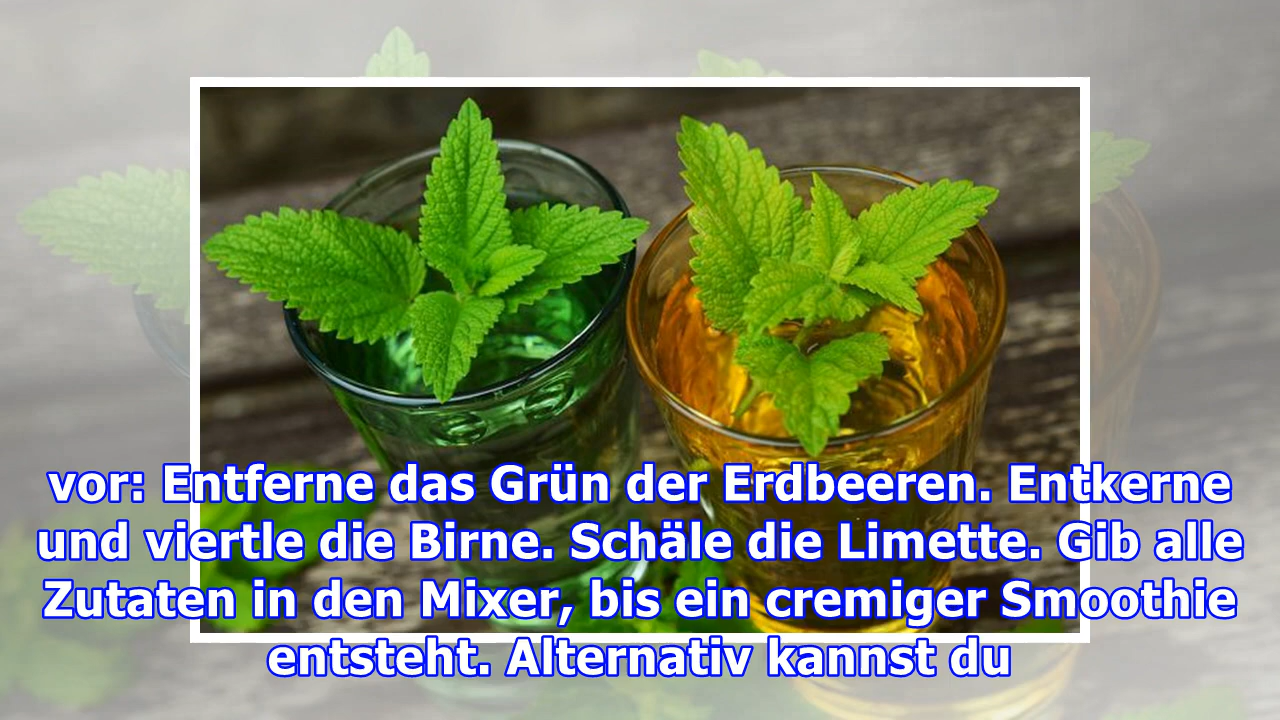 vor: Entferne das Grün der Erdbeeren. Entkerne
und viertle die Birne. Schäle die Limette. Gib alle
Zutaten in den Mixer, bis ein cremiger Smoothie
entsteht. Alternativ kannst du